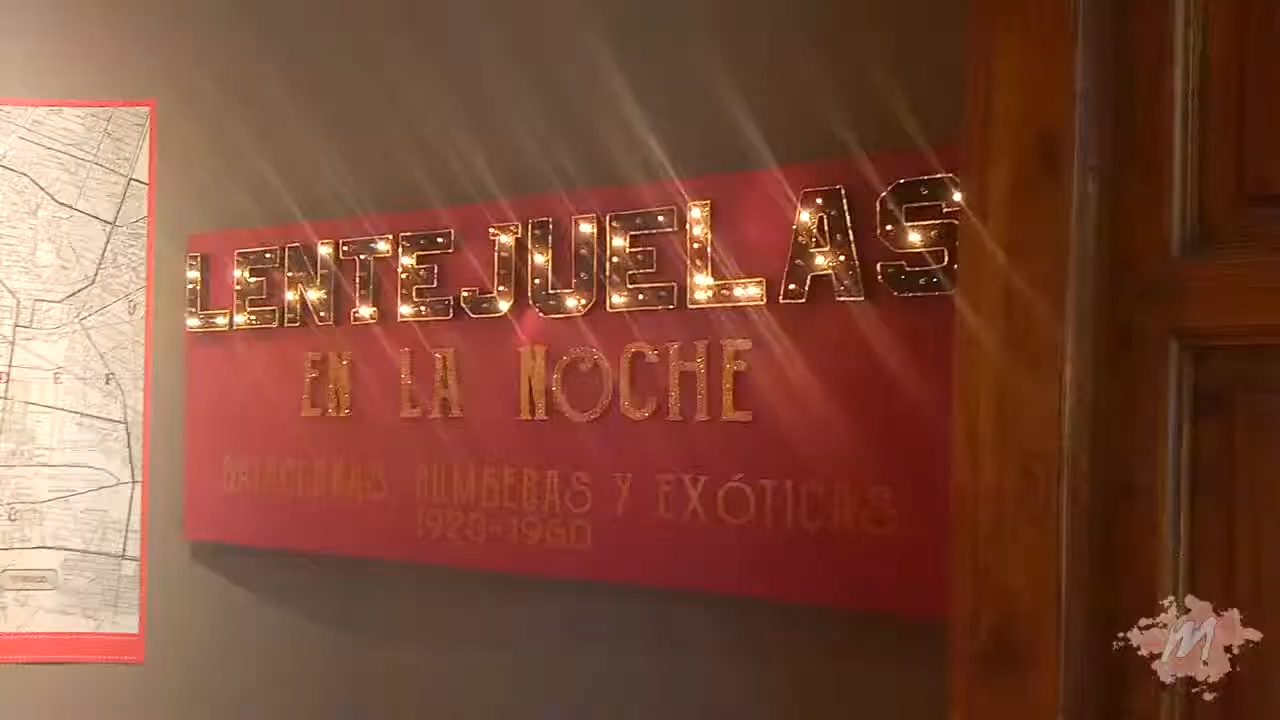 LENTEJUELAS
EN LA NOCHE
RUMBERAS Y EXÓTICAS
1920-1960
D E F
M